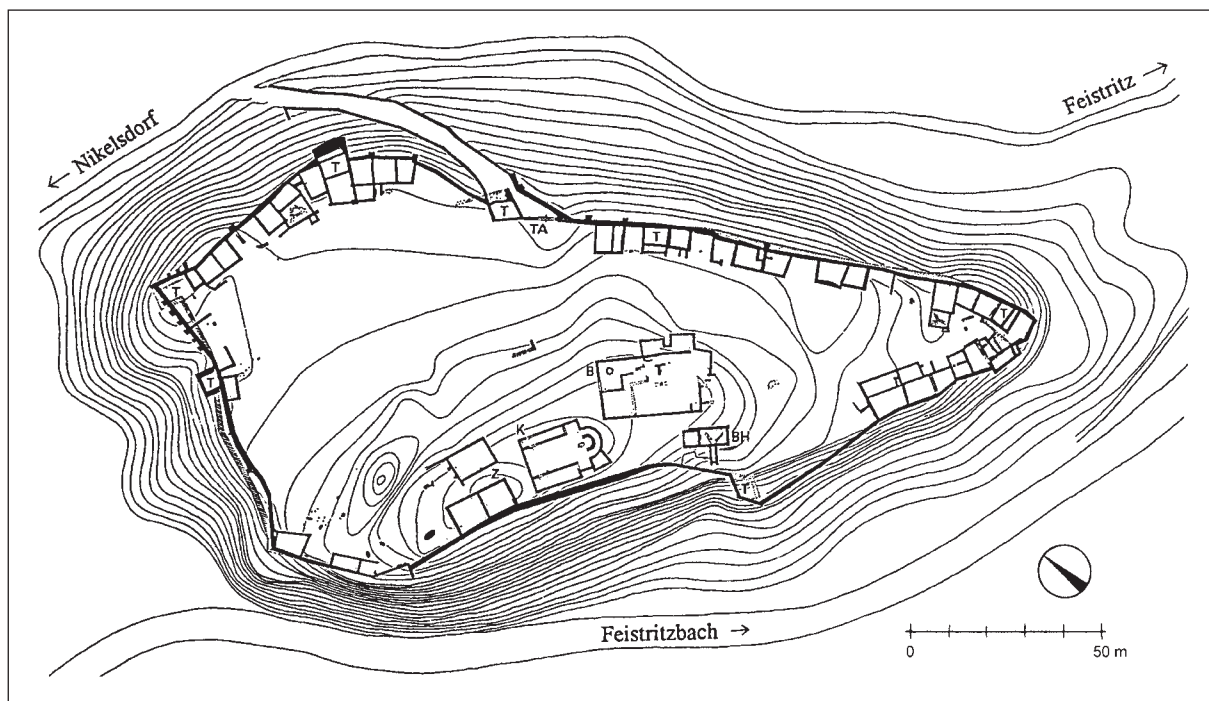 Feistritz →
← Nikelsdorf
T
T
TA
T
T
T
T
B
T
K
BH
Z
T
Feistritzbach →
0 50 m